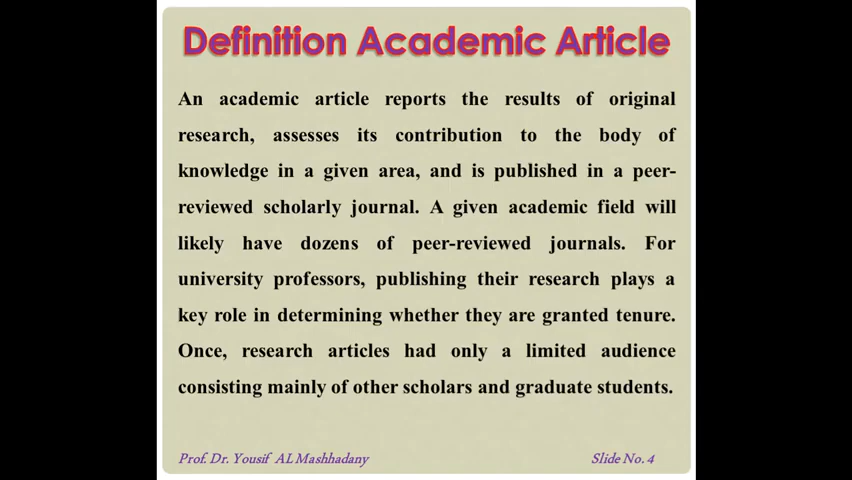 Definition Academic Article
An academic article reports the results of original
research, assesses its contribution to the body of
knowledge in a given area, and is published in a peer-
reviewed scholarly journal. A given academic field will
likely have dozens of peer-reviewed journals. For
university professors, publishing their research plays a
key role in determining whether they are granted tenure.
Once, research articles had only a limited audience
consisting mainly of other scholars and graduate students.
Prof. Dr. Yousif AL Mashhadany Slide No. 4